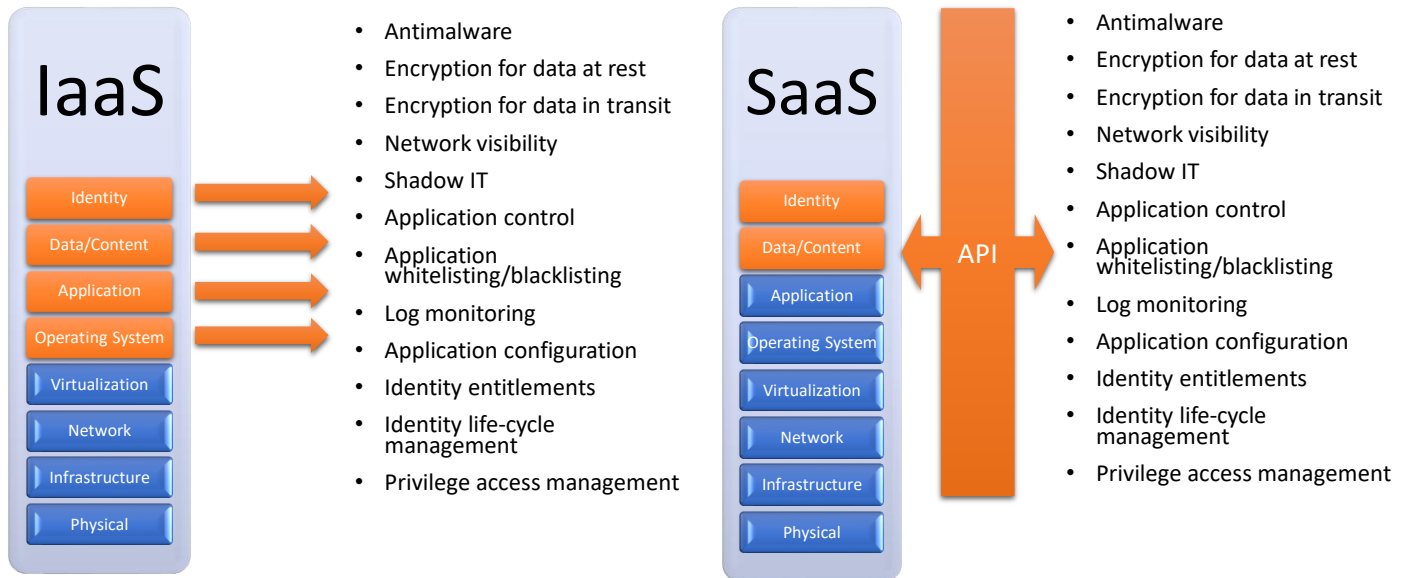 IaaS
Identity
Data/Content
Application
Operating System
Virtualization
Network
Infrastructure
Physical
• Antimalware
• Encryption for data at rest
• Encryption for data in transit
• Network visibility
• Shadow IT
• Application control
• Application
whitelisting/blacklisting
• Log monitoring
• Application configuration
• Identity entitlements
• Identity life-cycle
management
• Privilege access management
SaaS
Identity
Data/Content
Application
Operating System
Virtualization
Network
Infrastructure
Physical
API
• Antimalware
• Encryption for data at rest
• Encryption for data in transit
• Network visibility
• Shadow IT
• Application control
• Application
whitelisting/blacklisting
• Log monitoring
• Application configuration
• Identity entitlements
• Identity life-cycle
management
• Privilege access management